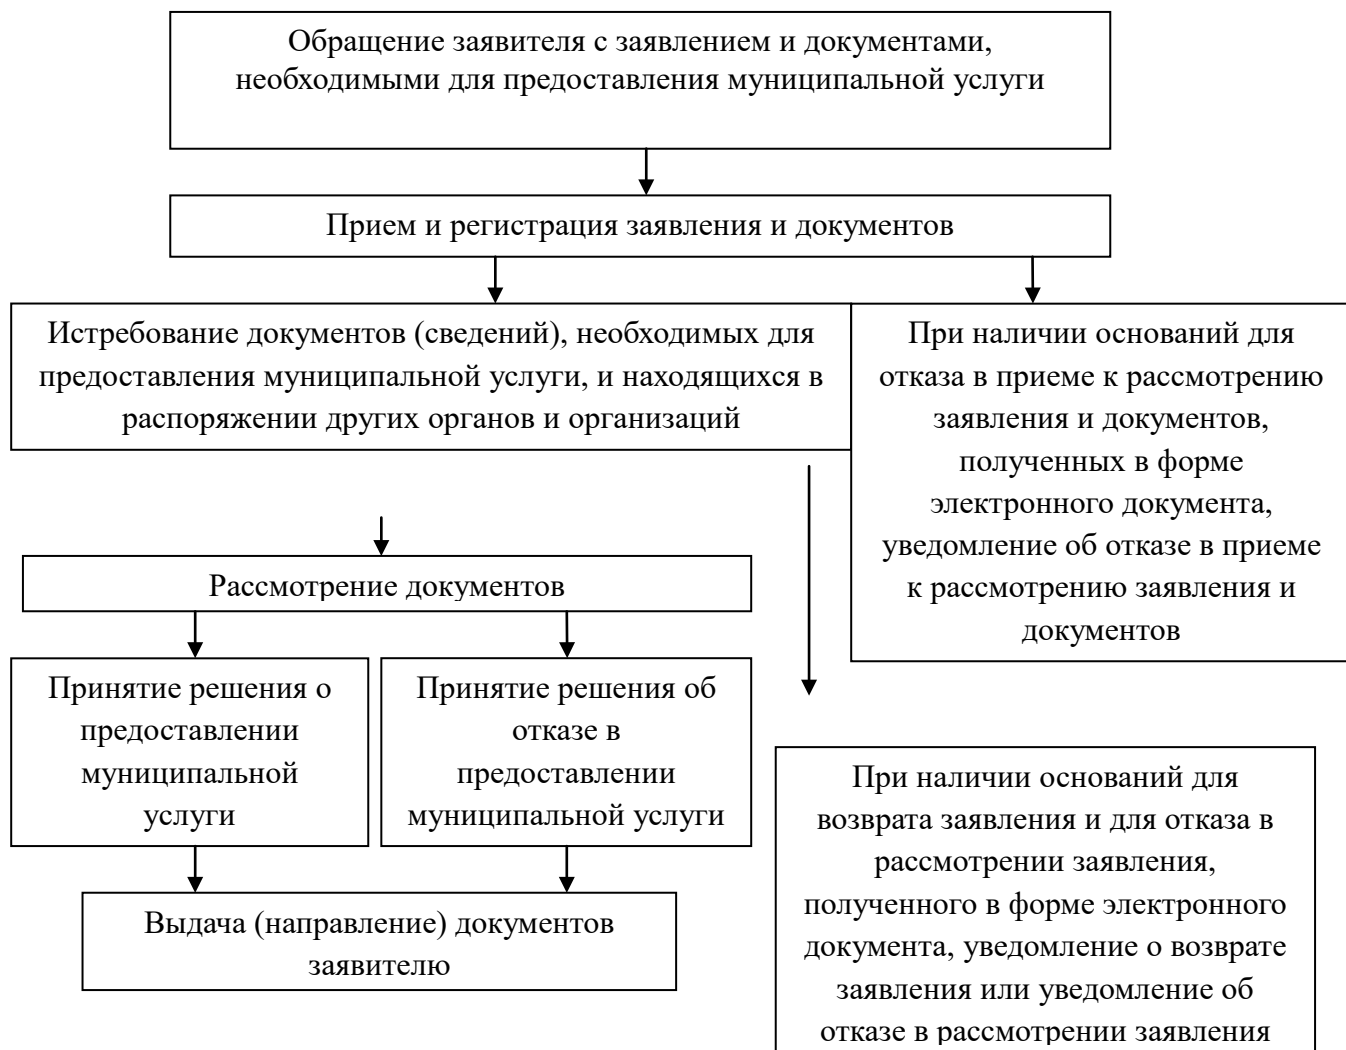 Обращение заявителя с заявлением и документами,
необходимыми для предоставления муниципальной услуги
Прием и регистрация заявления и документов
Истребование документов (сведений), необходимых для
предоставления муниципальной услуги, и находящихся в
распоряжении других органов и организаций
При наличии оснований для
отказа в приеме к рассмотрению
заявления и документов,
полученных в форме
электронного документа,
уведомление об отказе в приеме
к рассмотрению заявления и
документов
Рассмотрение документов
Принятие решения о
предоставлении
муниципальной
услуги
Принятие решения об
отказе в
предоставлении
муниципальной услуги
Выдача (направление) документов
заявителю
При наличии оснований для
возврата заявления и для отказа в
рассмотрении заявления,
полученного в форме электронного
документа, уведомление о возврате
заявления или уведомление об
отказе в рассмотрении заявления